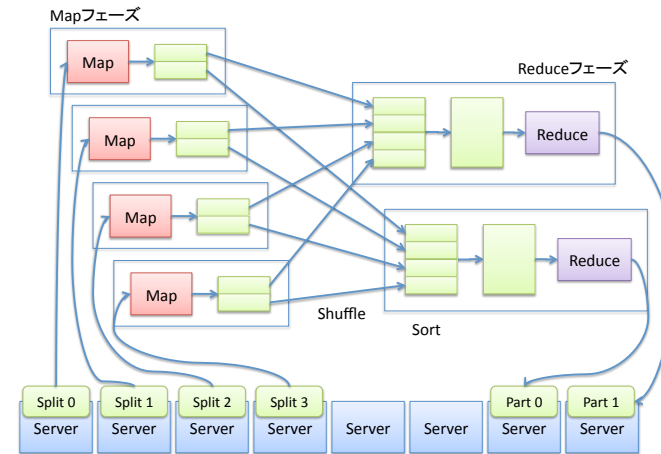 Mapフェーズ
Map
Reduceフェーズ
Map
Reduce
Map
Map
Reduce
Shuffle
Sort
Split 0
Split 1
Split 2
Split 3
Part 0
Part 1
Server
Server
Server
Server
Server
Server
Server
Server